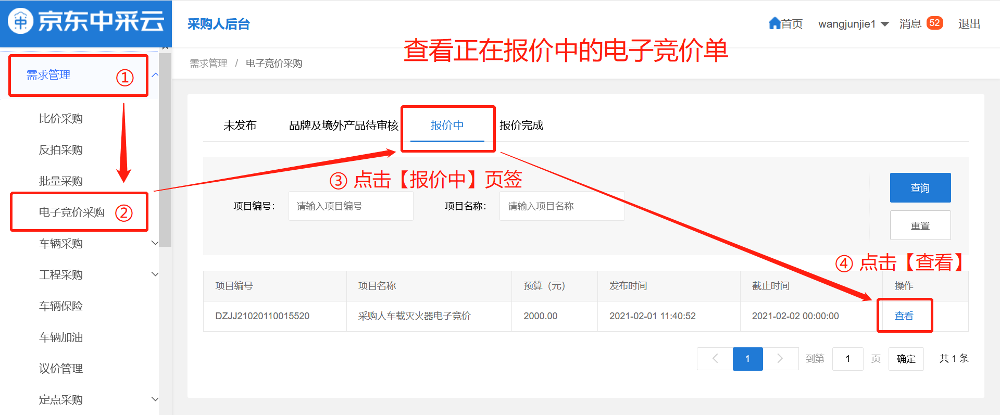 京东中采云
采购人后台
首页 wangjunjie1 消息 52 退出
查看正在报价中的电子竞价单
需求管理 / 电子竞价采购
需求管理 ①
比价采购
反拍采购
批量采购
电子竞价采购 ②
车辆采购
工程采购
车辆保险
车辆加油
议价管理
定点采购
未发布 品牌及境外产品待审核 报价中 报价完成
③ 点击【报价中】页签
项目编号： 请输入项目编号 项目名称： 请输入项目名称
查询
重置
④ 点击【查看】
项目编号 项目名称 预算（元） 发布时间 截止时间 操作
DZJJ21020110015520 采购人车载灭火器电子竞价 2000.00 2021-02-01 11:40:52 2021-02-02 00:00:00 查看
1 到第 1 页 确定 共 1 条